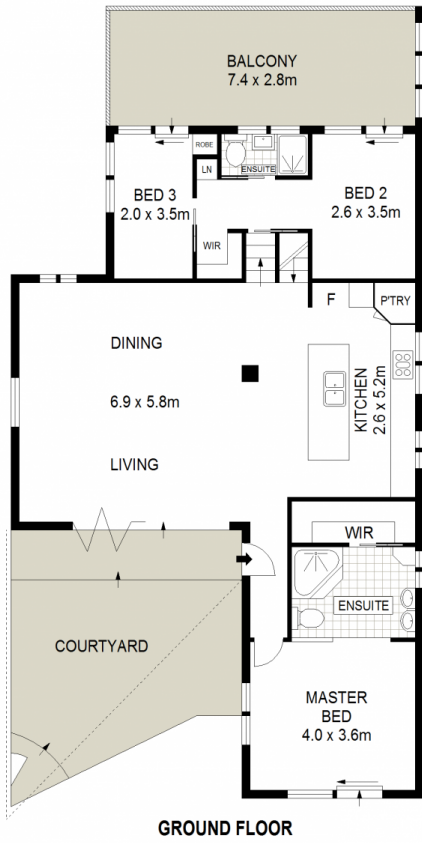 BALCONY
7.4 x 2.8m
ROBE
LN
ENSUITE
BED 3
2.0 x 3.5m
BED 2
2.6 x 3.5m
WIR
F
P'TRY
DINING
6.9 x 5.8m
LIVING
KITCHEN
2.6 x 5.2m
WIR
ENSUITE
COURTYARD
MASTER
BED
4.0 x 3.6m
GROUND FLOOR